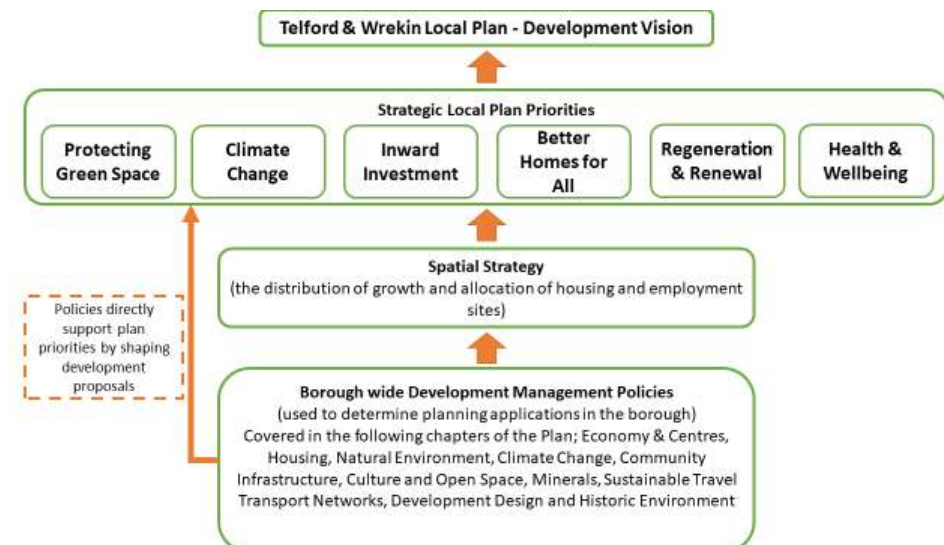 Telford & Wrekin Local Plan - Development Vision
Strategic Local Plan Priorities
Protecting
Green Space
Climate
Change
Inward
Investment
Better
Homes for
All
Regeneration
& Renewal
Health &
Wellbeing
Spatial Strategy
(the distribution of growth and allocation of housing and employment
sites)
Policies directly
support plan
priorities by shaping
development
proposals
Borough wide Development Management Policies
(used to determine planning applications in the borough)
Covered in the following chapters of the Plan; Economy & Centres,
Housing, Natural Environment, Climate Change, Community
Infrastructure, Culture and Open Space, Minerals, Sustainable Travel
Transport Networks, Development Design and Historic Environment